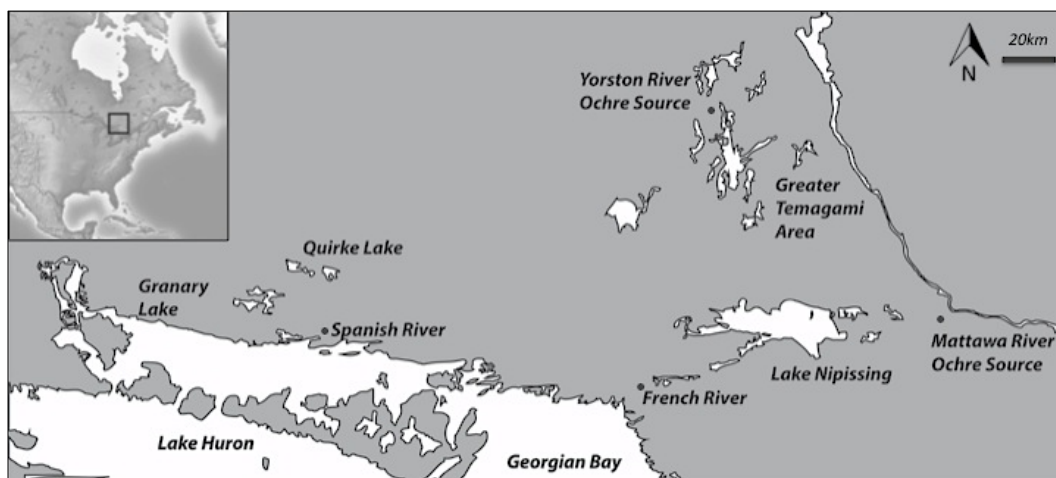 20km
N
Yorston River
Ochre Source
Greater
Temagami
Area
Quirke Lake
Granary
Lake
Spanish River
Mattawa River
Ochre Source
Lake Nipissing
French River
Lake Huron
Georgian Bay